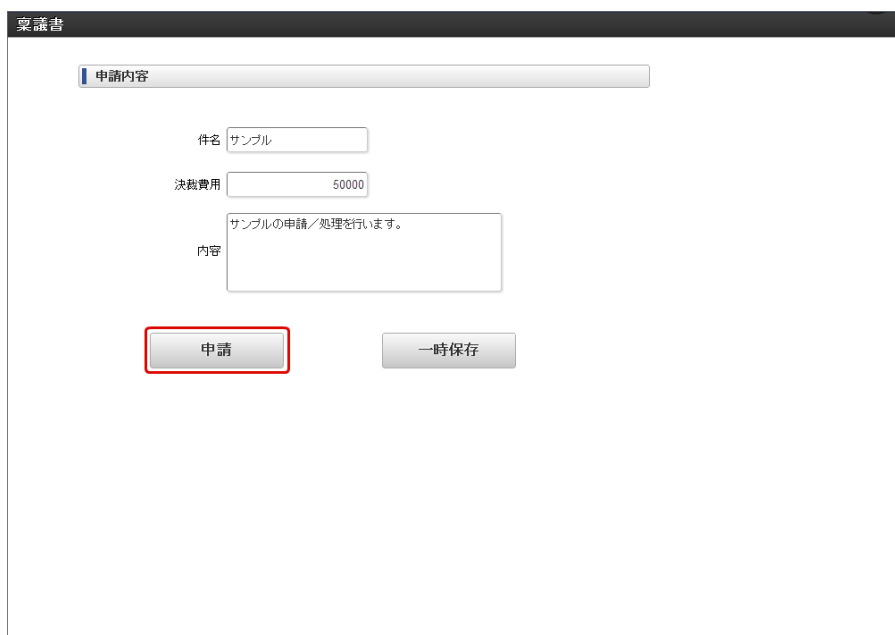 稟議書
申請内容
件名 サンプル
決裁費用 50000
サンプルの申請／処理を行います。
内容
申請 一時保存